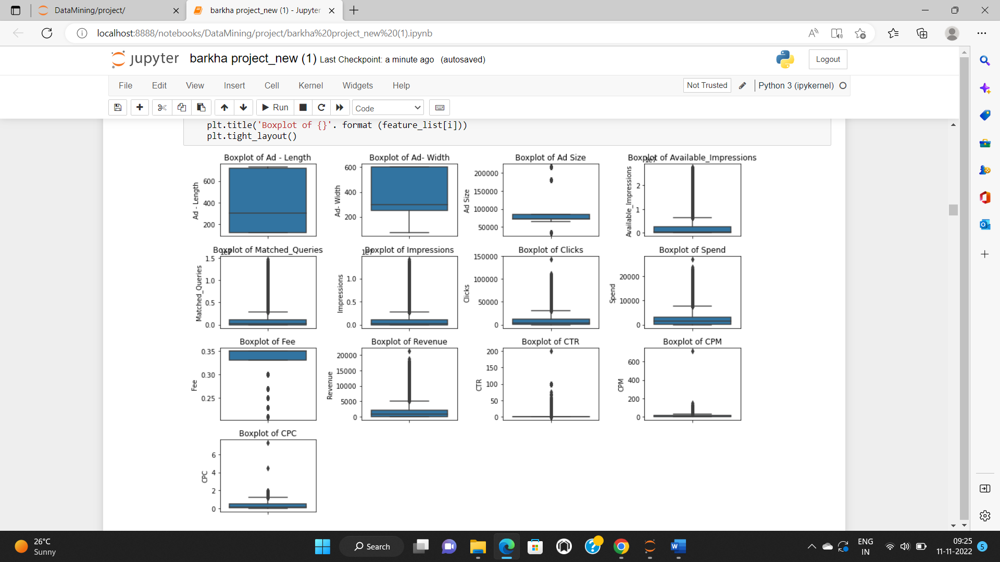 DataMining/project/
barkha project_new (1) - Jupyter
localhost:8888/notebooks/DataMining/project/barkha%20project_new%20(1).ipynb
jupyter
barkha project_new (1) Last Checkpoint: a minute ago (autosaved)
Logout
File Edit View Insert Cell Kernel Widgets Help
Not Trusted
Python 3 (ipykernel)
Run
Code
plt.title('Boxplot of {}'. format (feature_list[i]))
plt.tight_layout()
Boxplot of Ad - Length
Ad - Length
600
400
200
Boxplot of Ad- Width
Ad- Width
600
400
200
Boxplot of Ad Size
Ad Size
200000
150000
100000
50000
Boxplot of Available_Impressions
1e7
Available_Impressions
2
1
0
Boxplot of Matched_Queries
1e7
Matched_Queries
1.5
1.0
0.5
0.0
Boxplot of Impressions
1e7
Impressions
1.0
0.5
0.0
Boxplot of Clicks
Clicks
150000
100000
50000
0
Boxplot of Spend
Spend
20000
10000
0
Boxplot of Fee
Fee
0.35
0.30
0.25
Boxplot of Revenue
Revenue
20000
15000
10000
5000
0
Boxplot of CTR
CTR
200
150
100
50
0
Boxplot of CPM
CPM
600
400
200
0
Boxplot of CPC
CPC
6
4
2
0
26°C
Sunny
Search
ENG
IN
09:25
11-11-2022
5